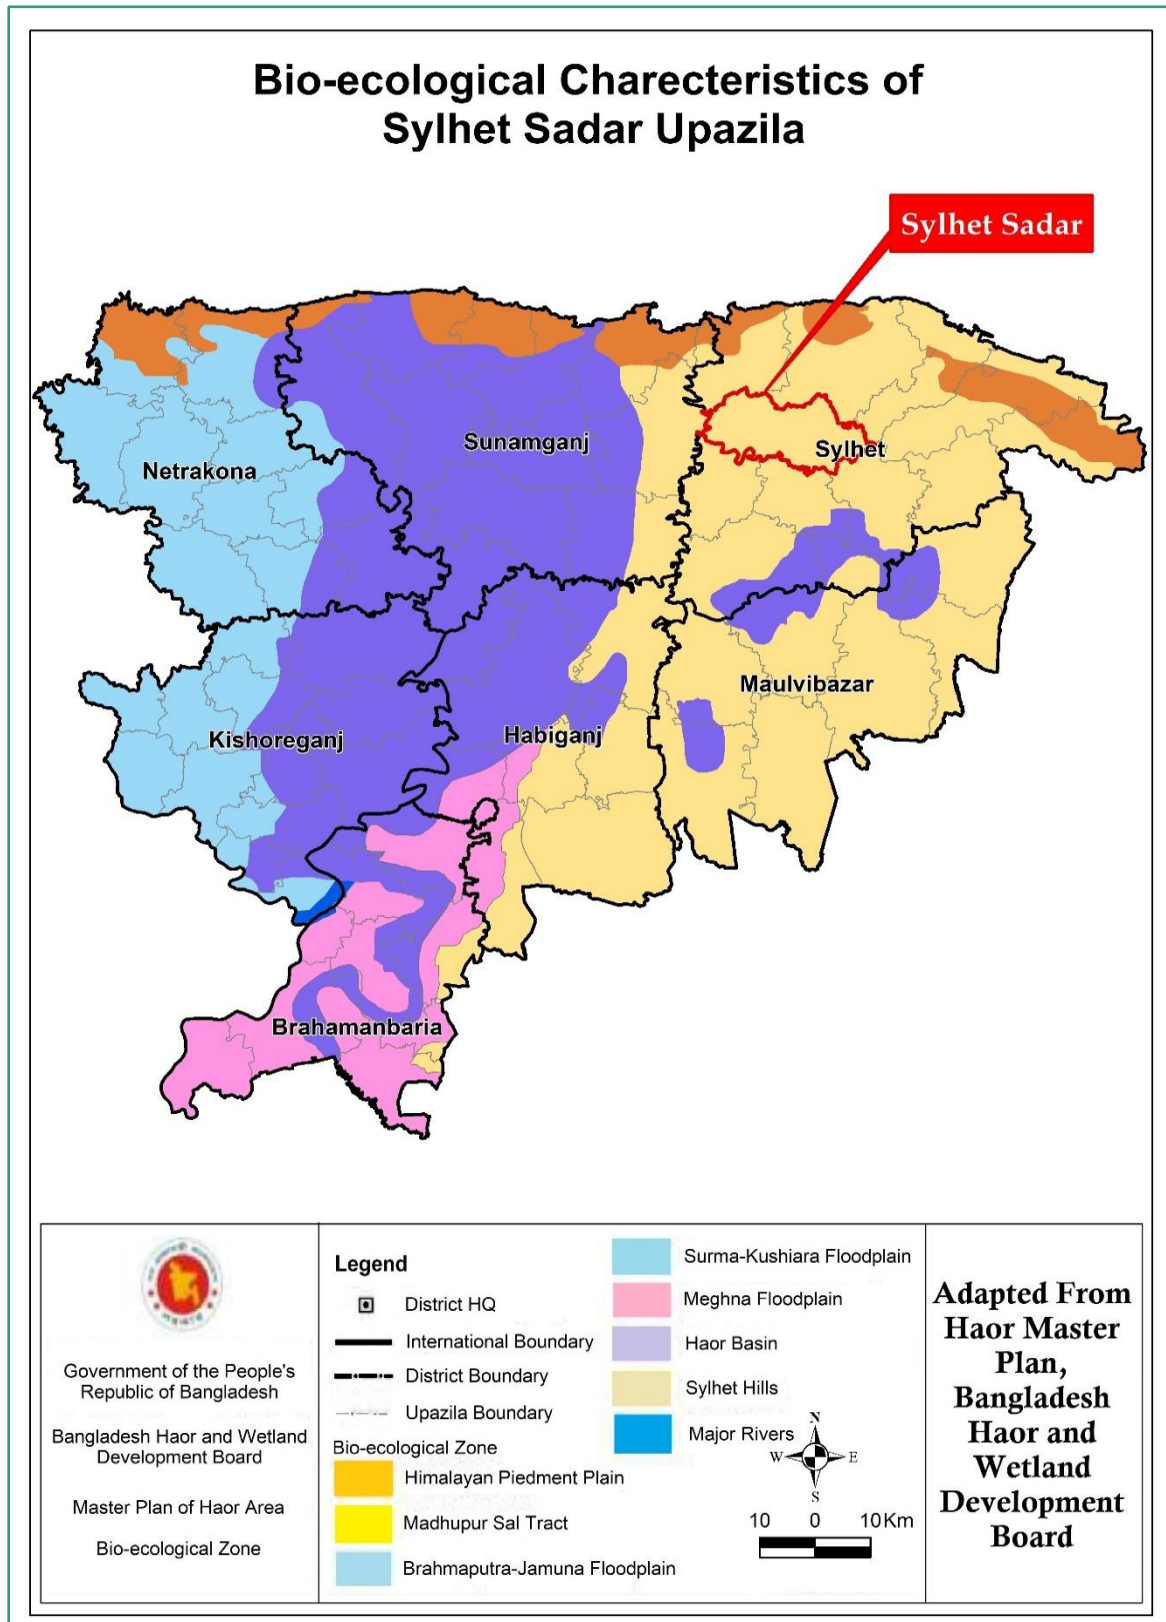 Bio-ecological Charecteristics of
Sylhet Sadar Upazila
Sylhet Sadar
Sunamganj
Sylhet
Netrakona
Maulvibazar
Kishoreganj
Habiganj
Brahamanbaria
Government of the People's
Republic of Bangladesh
Bangladesh Haor and Wetland
Development Board
Master Plan of Haor Area
Bio-ecological Zone
Legend
District HQ
International Boundary
District Boundary
Upazila Boundary
Bio-ecological Zone
Himalayan Piedment Plain
Madhupur Sal Tract
Brahmaputra-Jamuna Floodplain
Surma-Kushiara Floodplain
Meghna Floodplain
Haor Basin
Sylhet Hills
Major Rivers
N
W E
S
10 0 10Km
Adapted From
Haor Master
Plan,
Bangladesh
Haor and
Wetland
Development
Board